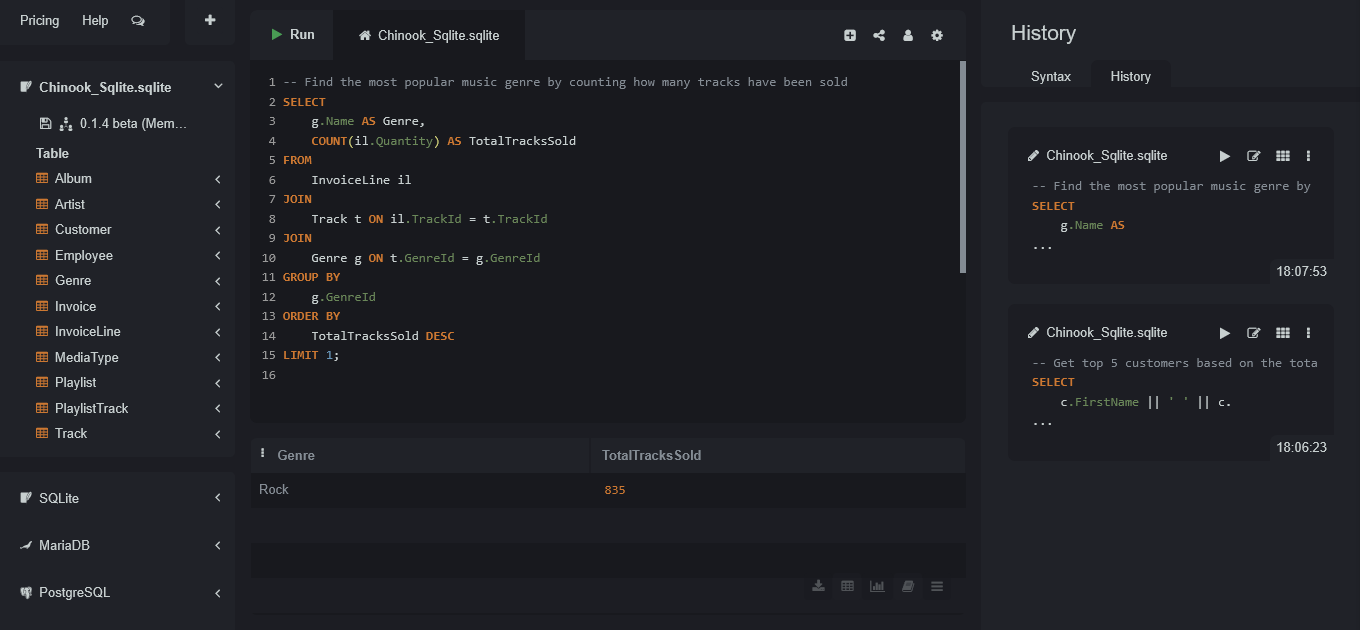 Pricing
Help
Chinook_Sqlite.sqlite
0.1.4 beta (Mem...
Table
Album
Artist
Customer
Employee
Genre
Invoice
InvoiceLine
MediaType
Playlist
PlaylistTrack
Track
SQLite
MariaDB
PostgreSQL
Run
Chinook_Sqlite.sqlite
1 -- Find the most popular music genre by counting how many tracks have been sold
2 SELECT
3 g.Name AS Genre,
4 COUNT(il.Quantity) AS TotalTracksSold
5 FROM
6 InvoiceLine il
7 JOIN
8 Track t ON il.TrackId = t.TrackId
9 JOIN
10 Genre g ON t.GenreId = g.GenreId
11 GROUP BY
12 g.GenreId
13 ORDER BY
14 TotalTracksSold DESC
15 LIMIT 1;
16
Genre TotalTracksSold
Rock 835
History
Syntax History
Chinook_Sqlite.sqlite
-- Find the most popular music genre by
SELECT
g.Name AS
...
18:07:53
Chinook_Sqlite.sqlite
-- Get top 5 customers based on the tota
SELECT
c.FirstName || ' ' || c.
...
18:06:23